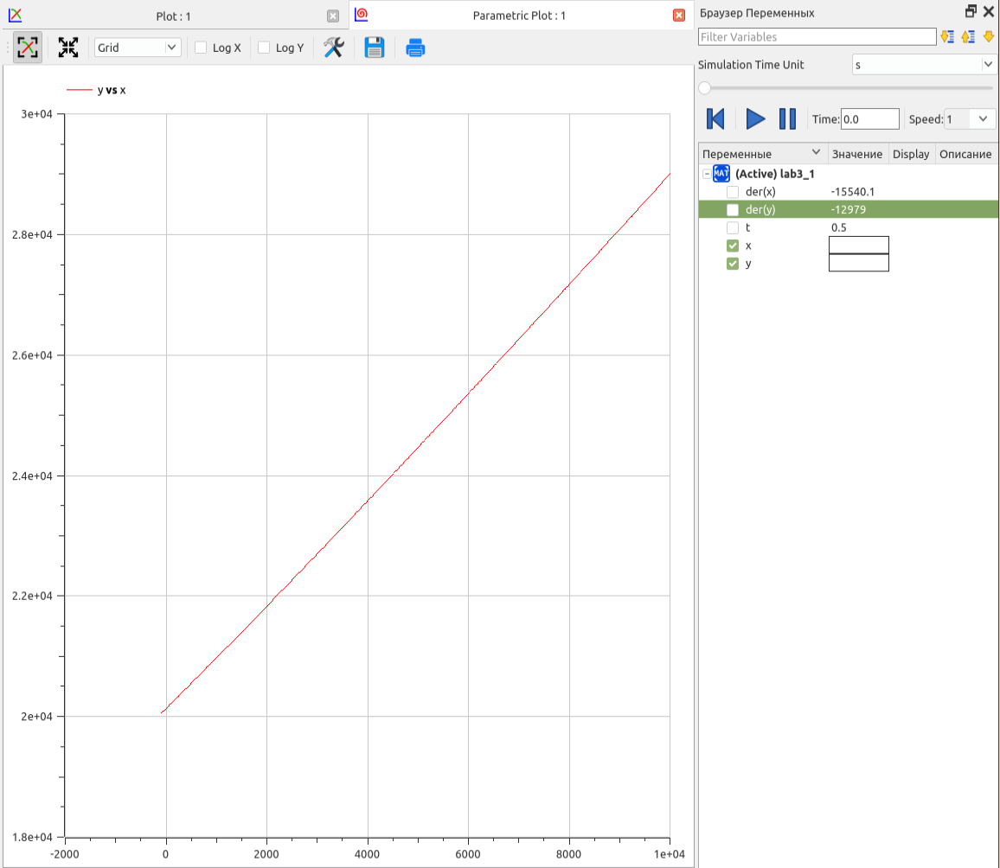 Plot : 1
Parametric Plot : 1
Grid
Log X
Log Y
y vs x
3e+04
2.8e+04
2.6e+04
2.4e+04
2.2e+04
2e+04
1.8e+04
-2000
0
2000
4000
6000
8000
1e+04
Браузер Переменных
Filter Variables
Simulation Time Unit
s
Time: 0.0
Speed: 1
Переменные Значение Display Описание
MAT (Active) lab3_1
der(x) -15540.1
der(y) -12979
t 0.5
x
y